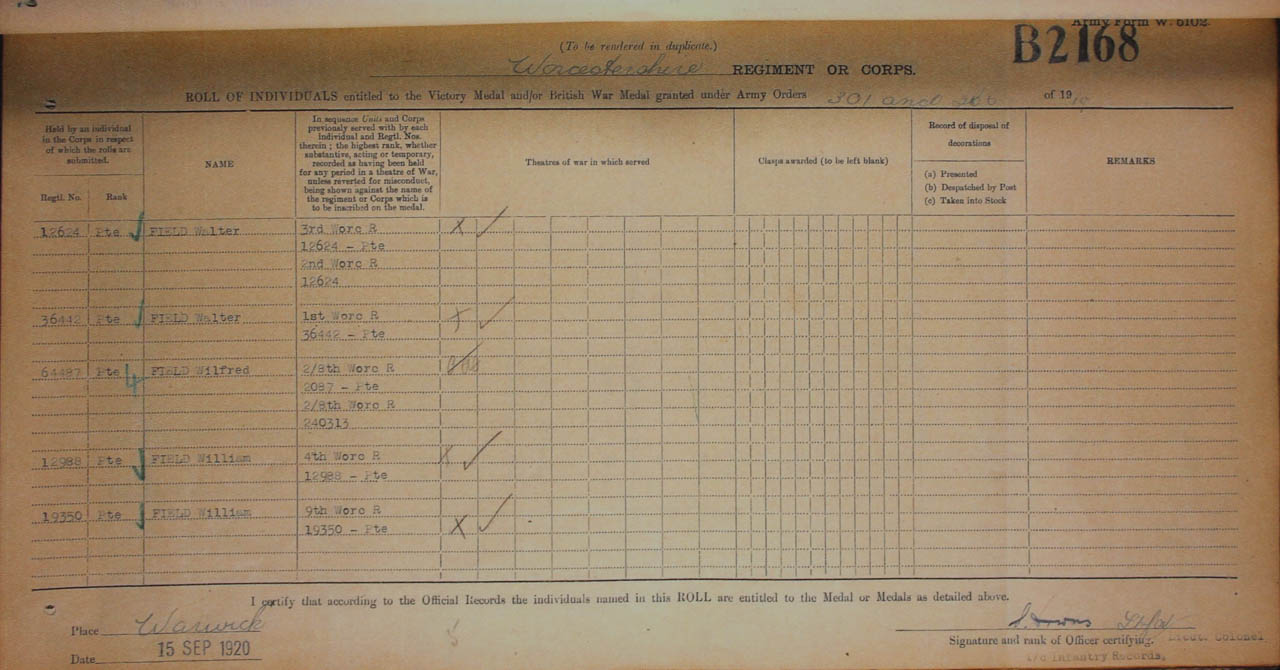 Army Form W. 5102.
B2168
(To be rendered in duplicate.)
Worcestershire REGIMENT OR CORPS.
ROLL OF INDIVIDUALS entitled to the Victory Medal and/or British War Medal granted under Army Orders 301 and 266 of 1919
Held by an individual in the Corps in respect of which the rolls are submitted.
Regtl. No.
Rank
NAME
In sequence Units and Corps previously served with by each individual and Regtl. Nos. therein; the highest rank, whether substantive, acting or temporary, recorded as having been held for any period in a theatre of War, unless reverted for misconduct, being shown against the name of the regiment or Corps which is to be inscribed on the medal.
Theatres of war in which served
Clasps awarded (to be left blank)
Record of disposal of decorations
(a) Presented
(b) Despatched by Post
(c) Taken into Stock
REMARKS
12624 Pte FIELD Walter 3rd Worc R
12624 - Pte
2nd Worc R
12624
36442 Pte FIELD Walter 1st Worc R
36442 - Pte
64487 Pte FIELD Wilfred 2/8th Worc R
2087 - Pte
2/8th Worc R
240313
12988 Pte FIELD William 4th Worc R
12988 - Pte
19350 Pte FIELD William 9th Worc R
19350 - Pte
I certify that according to the Official Records the individuals named in this ROLL are entitled to the Medal or Medals as detailed above.
Place Warwick
Date 15 SEP 1920
Signature and rank of Officer certifying. Lieut. Colonel
i/c Infantry Records.